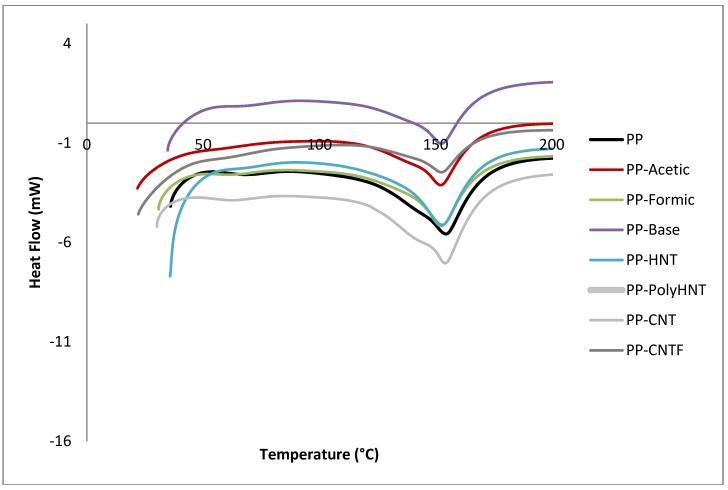 4
-1
-6
-11
-16
0
50
100
150
200
Heat Flow (mW)
Temperature (°C)
PP
PP-Acetic
PP-Formic
PP-Base
PP-HNT
PP-PolyHNT
PP-CNT
PP-CNTF